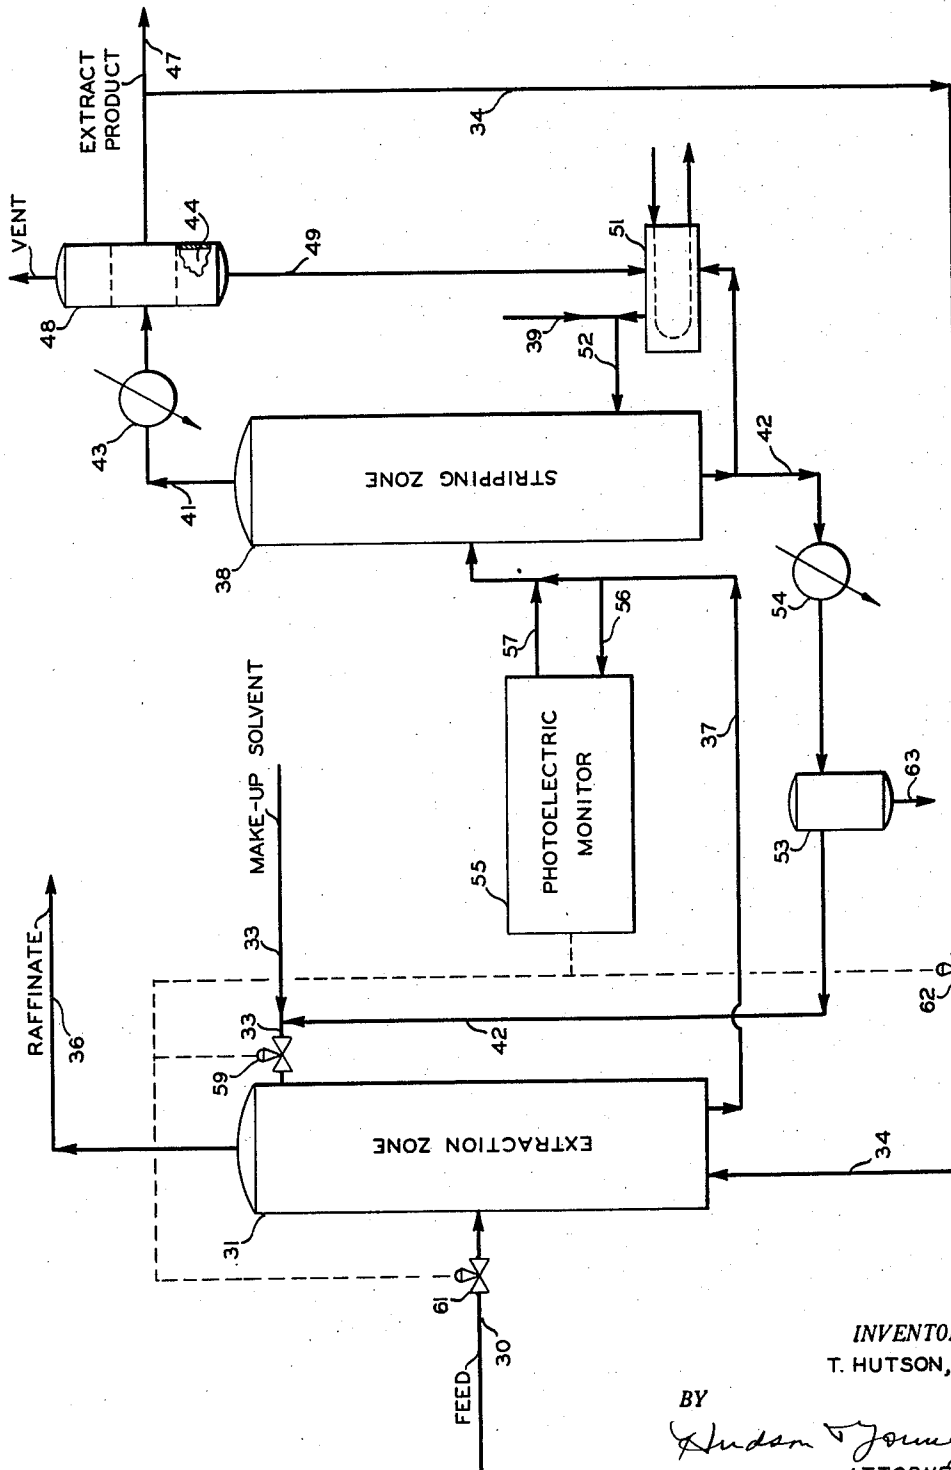 VENT
EXTRACT
PRODUCT
47
48
44
34
43
49
51
41
39
52
38
STRIPPING ZONE
42
54
57
56
MAKE-UP SOLVENT
55
PHOTOELECTRIC
MONITOR
37
53
63
RAFFINATE
36
33
33
59
42
62
31
EXTRACTION ZONE
34
61
FEED
30
T. HUTSON,
BY